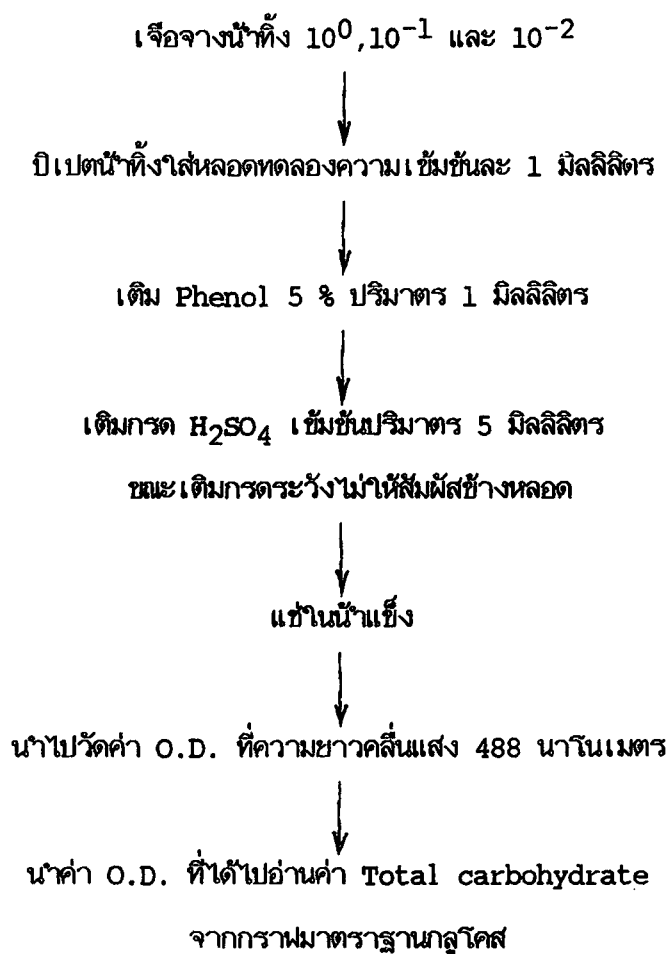 เจือจางน้ำทิ้ง 10⁰,10⁻¹ และ 10⁻²
ปิเปตน้ำทิ้งใส่หลอดทดลองความเข้มข้นละ 1 มิลลิลิตร
เติม Phenol 5 % ปริมาตร 1 มิลลิลิตร
เติมกรด H₂SO₄ เข้มข้นปริมาตร 5 มิลลิลิตร
ขณะเติมกรดระวังไม่ให้สัมผัสข้างหลอด
แช่ในน้ำแข็ง
นำไปวัดค่า O.D. ที่ความยาวคลื่นแสง 488 นาโนเมตร
นำค่า O.D. ที่ได้ไปอ่านค่า Total carbohydrate
จากกราฟมาตราฐานกลูโคส